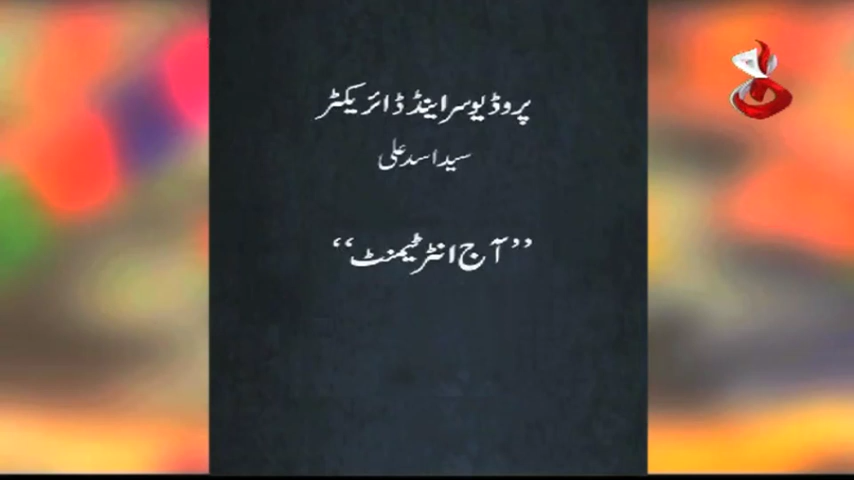 پروڈیوسر اینڈ ڈائریکٹر
سید اسد علی
”آج انٹرٹیمنٹ“